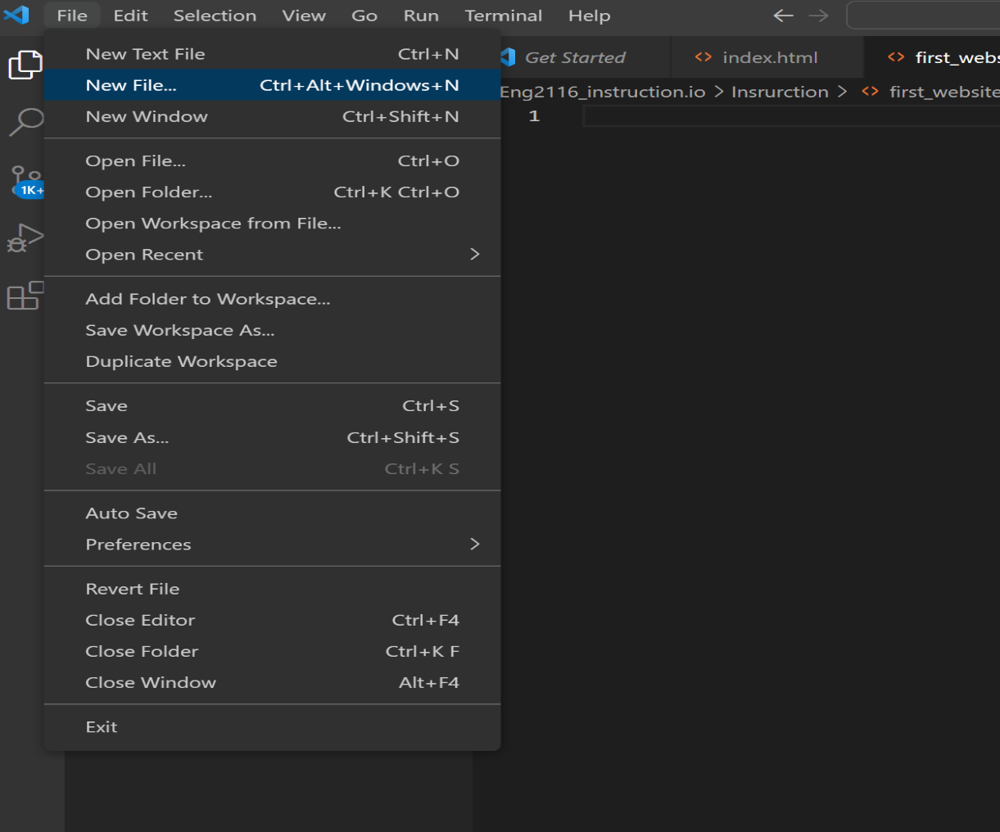 File Edit Selection View Go Run Terminal Help
New Text File Ctrl+N
New File... Ctrl+Alt+Windows+N
New Window Ctrl+Shift+N
Open File... Ctrl+O
Open Folder... Ctrl+K Ctrl+O
Open Workspace from File...
Open Recent
Add Folder to Workspace...
Save Workspace As...
Duplicate Workspace
Save Ctrl+S
Save As... Ctrl+Shift+S
Save All Ctrl+K S
Auto Save
Preferences
Revert File
Close Editor Ctrl+F4
Close Folder Ctrl+K F
Close Window Alt+F4
Exit
1K+
Get Started <> index.html <> first_webs
Eng2116_instruction.io > Insrurction > <> first_website
1